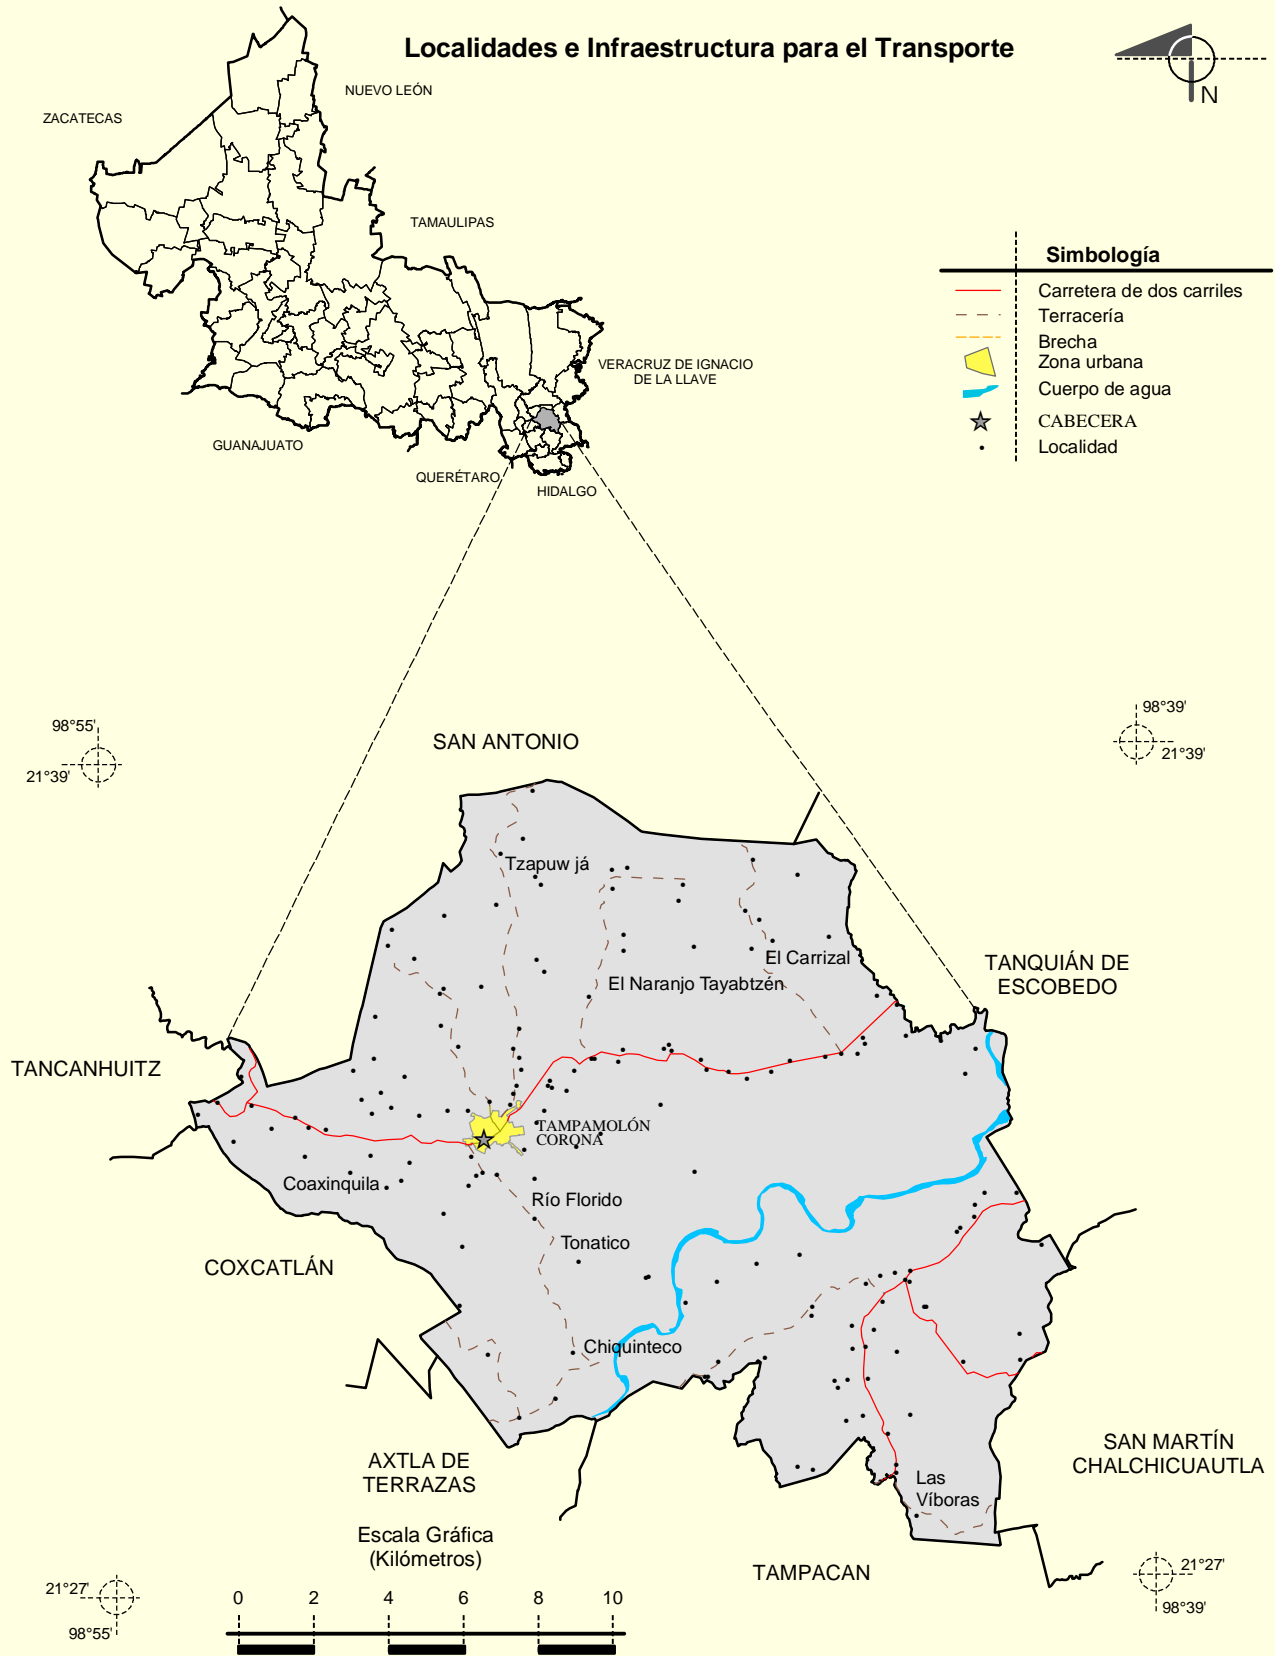 Localidades e Infraestructura para el Transporte
N
NUEVO LEÓN
ZACATECAS
TAMAULIPAS
VERACRUZ DE IGNACIO
DE LA LLAVE
GUANAJUATO
QUERÉTARO
HIDALGO
Simbología
Carretera de dos carriles
Terracería
Brecha
Zona urbana
Cuerpo de agua
CABECERA
Localidad
98°55'
21°39'
98°39'
21°39'
SAN ANTONIO
Tzapuw já
El Carrizal
El Naranjo Tayabtzén
TANQUIÁN DE
ESCOBEDO
TANCANHUITZ
TAMPAMOLÓN
CORONA
Coaxinquila
Río Florido
Tonatico
COXCATLÁN
Chiquinteco
AXTLA DE
TERRAZAS
SAN MARTÍN
CHALCHICUAUTLA
Las
Víboras
TAMPACAN
Escala Gráfica
(Kilómetros)
0 2 4 6 8 10
21°27'
98°55'
21°27'
98°39'